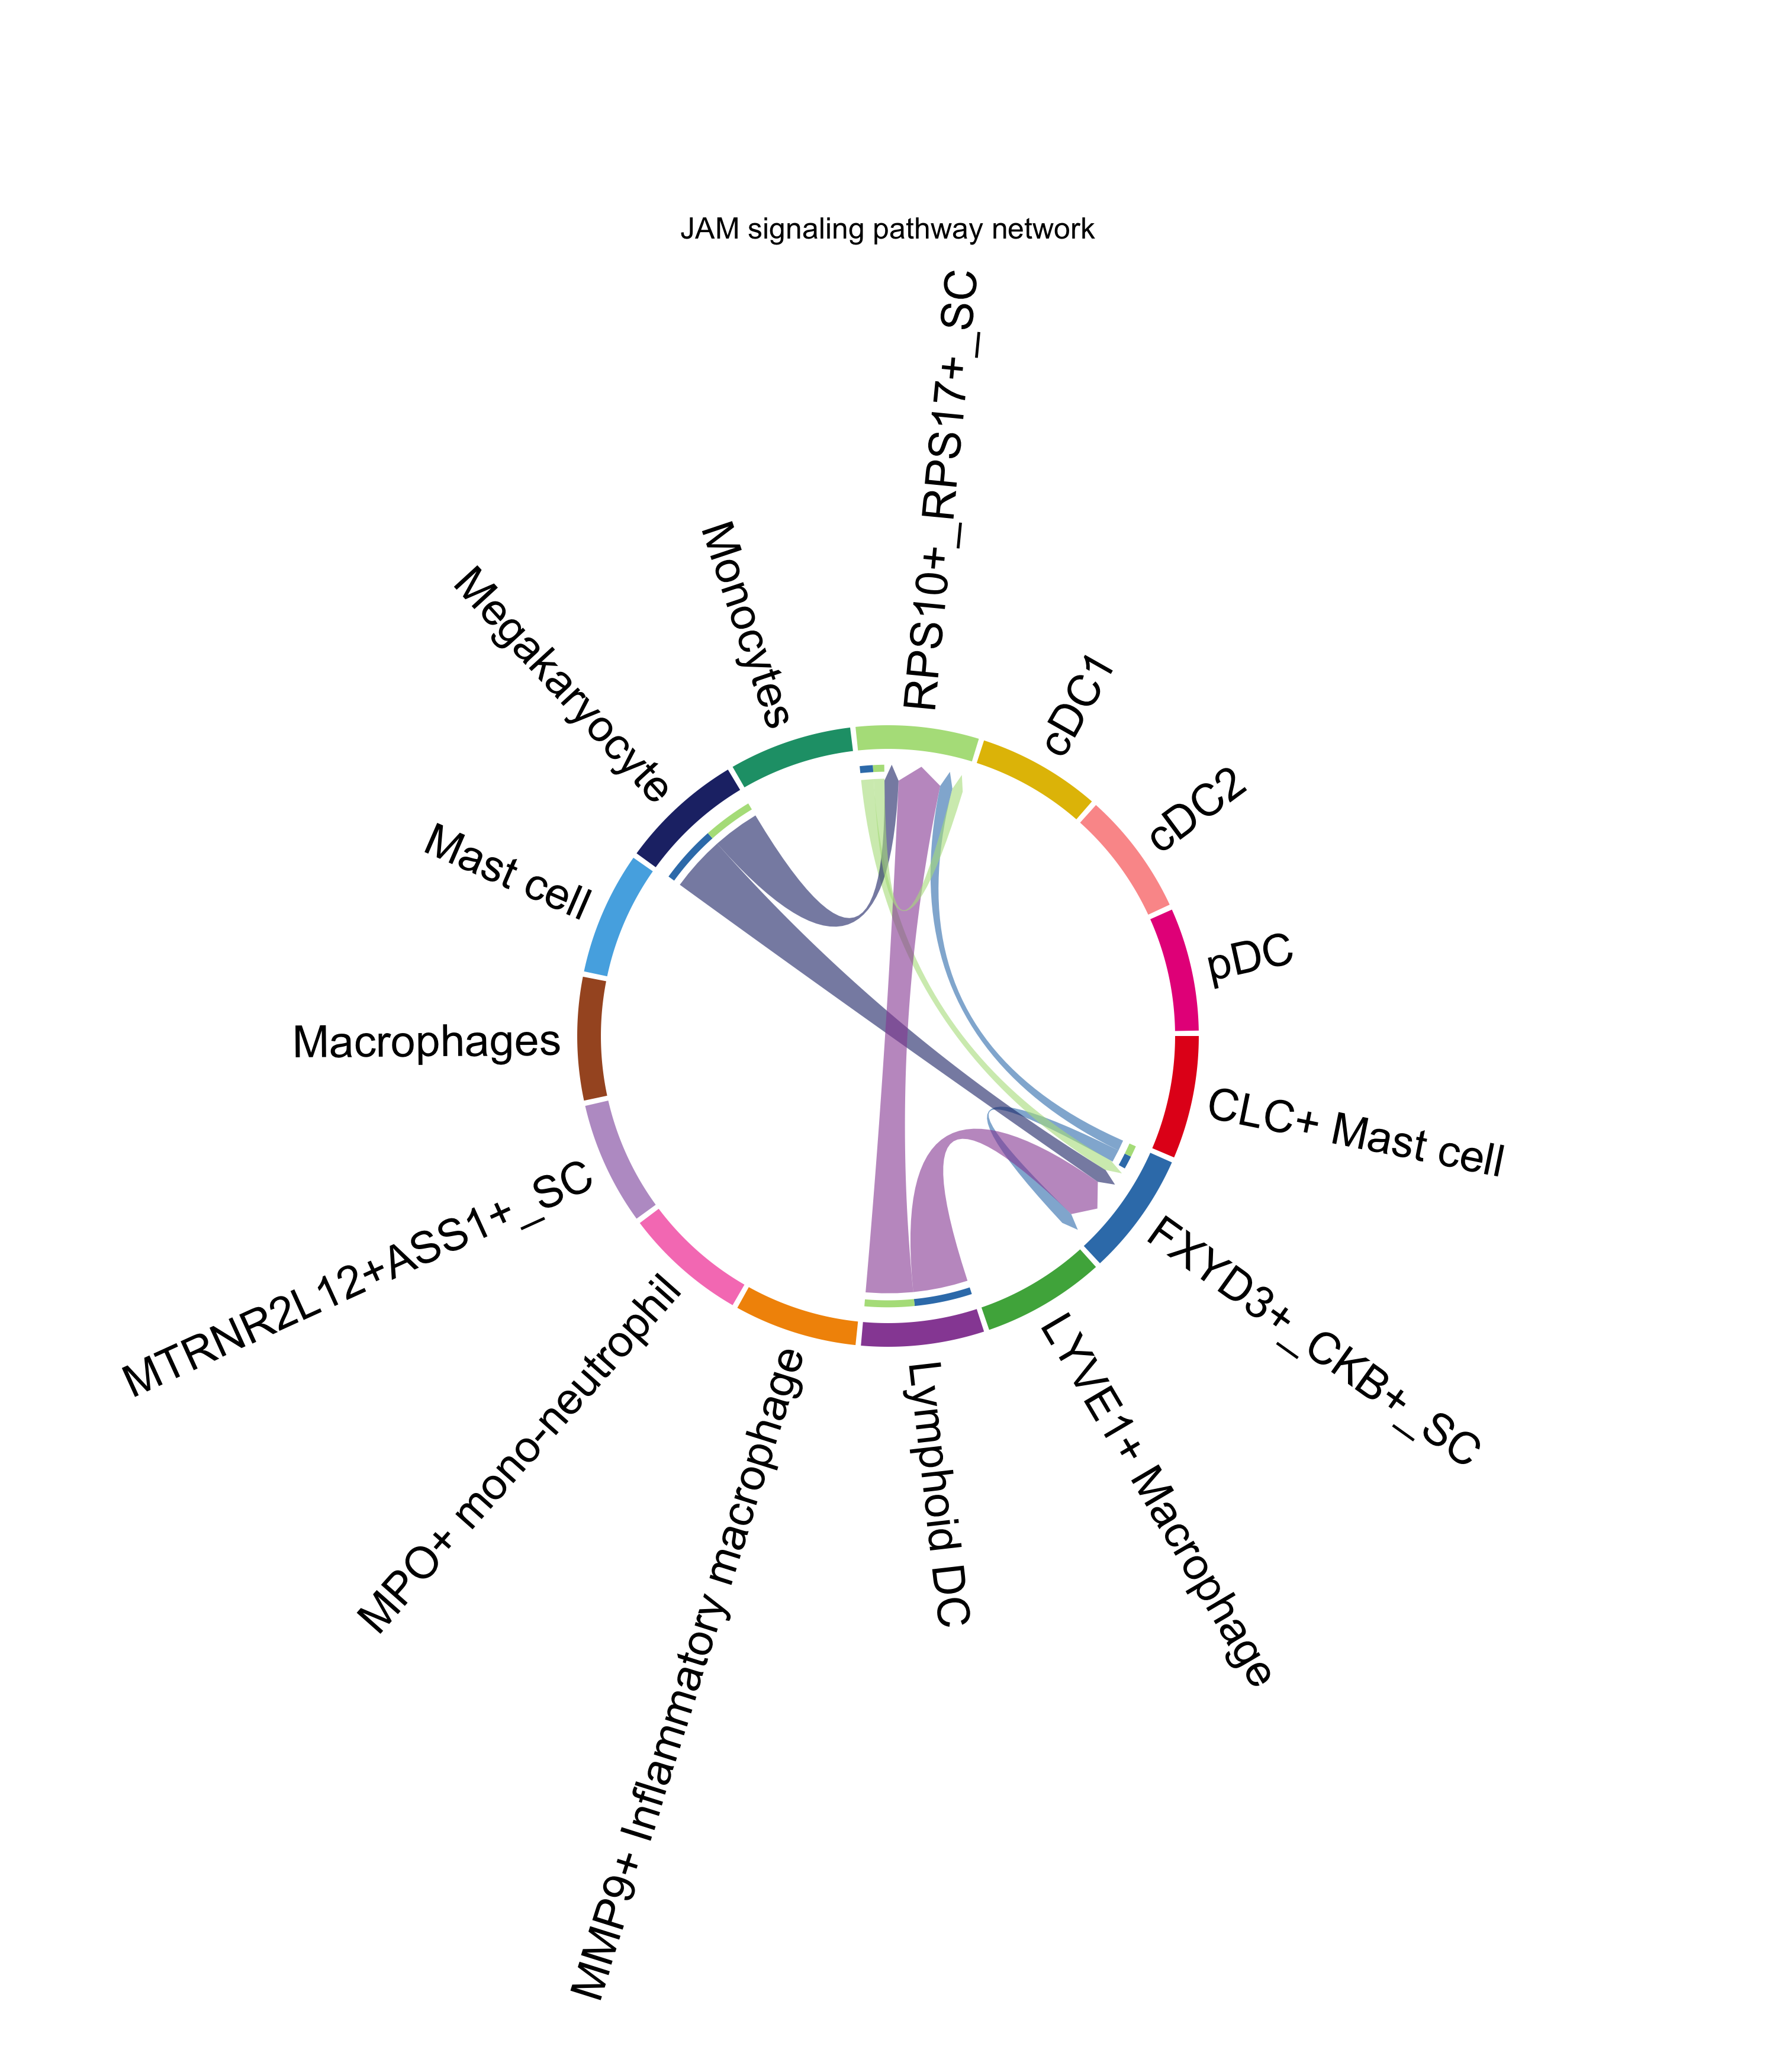 JAM signaling pathway network
RPS10+_RPS17+_SC
cDC1
cDC2
pDC
CLC+ Mast cell
FXYD3+_CKB+_SC
LYVE1+ Macrophage
Lymphoid DC
MMP9+ Inflammatory macrophage
MPO+ mono-neutrophil
MTRNR2L12+ASS1+_SC
Macrophages
Mast cell
Megakaryocyte
Monocytes